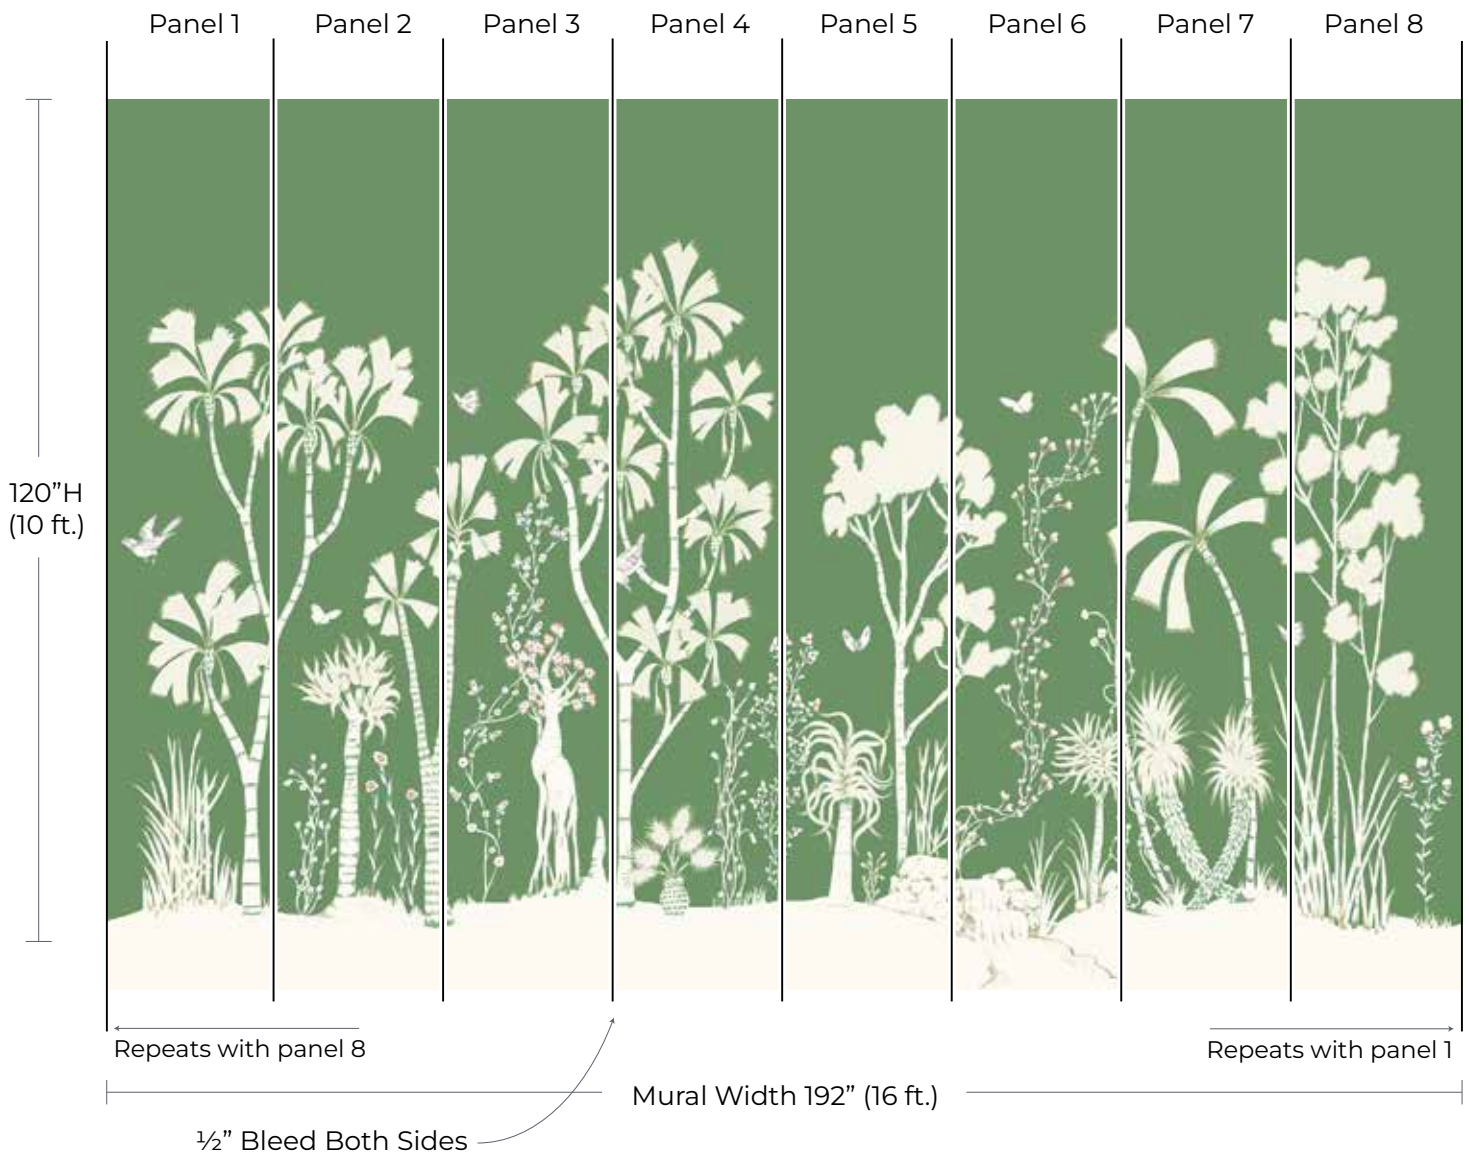 Panel 1
Panel 2
Panel 3
Panel 4
Panel 5
Panel 6
Panel 7
Panel 8
120”H
(10 ft.)
Repeats with panel 8
Repeats with panel 1
Mural Width 192” (16 ft.)
½” Bleed Both Sides